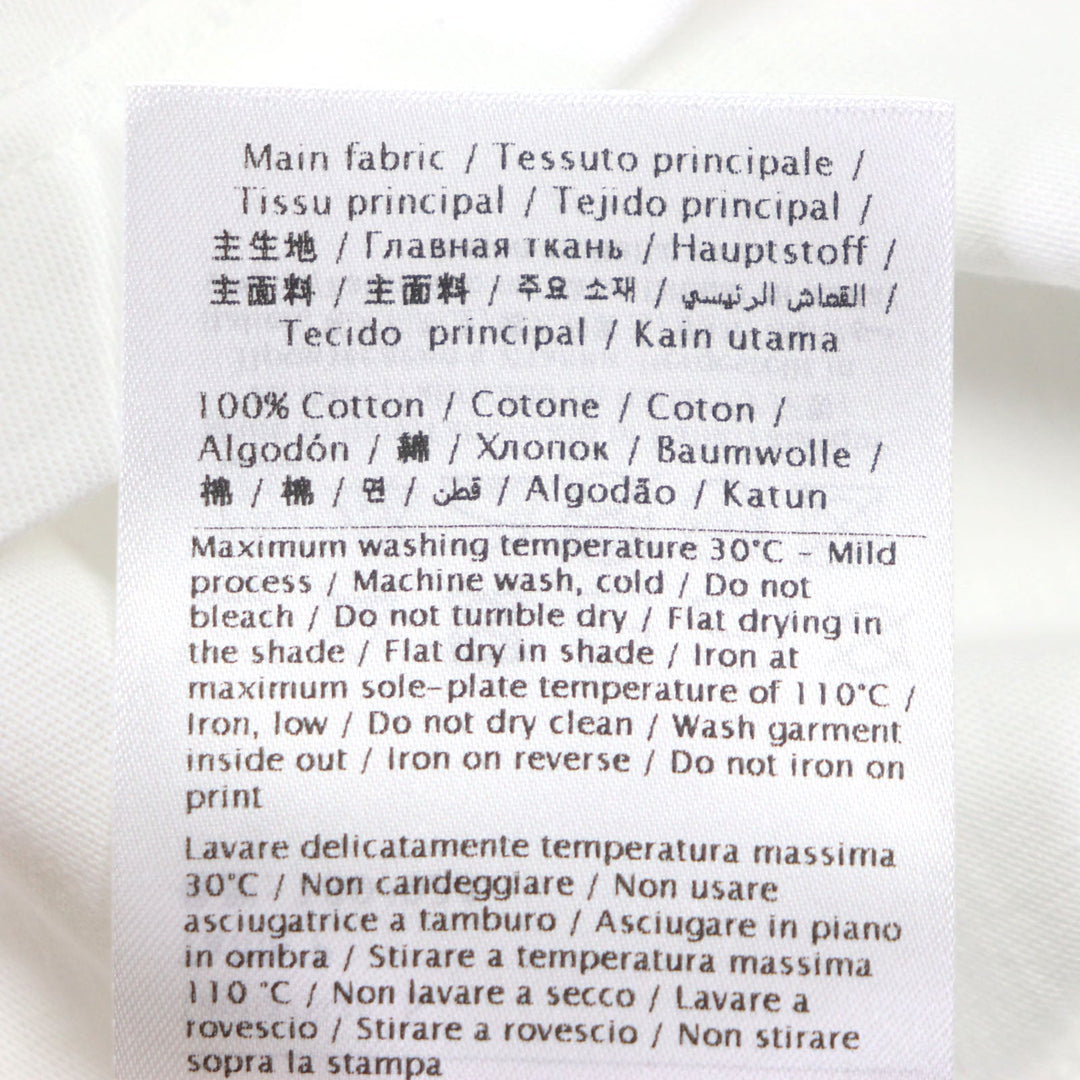 Main fabric / Tessuto principale /
Tissu principal / Tejido principal /
主生地 / Главная ткань / Hauptstoff /
主面料 / 主面料 / 주요 소재 / القماش الرئيسي /
Tecido principal / Kain utama
100% Cotton / Cotone / Coton /
Algodón / 綿 / Хлопок / Baumwolle /
棉 / 棉 / 면 / قطن / Algodão / Katun
Maximum washing temperature 30°C - Mild
process / Machine wash, cold / Do not
bleach / Do not tumble dry / Flat drying in
the shade / Flat dry in shade / Iron at
maximum sole-plate temperature of 110°C /
Iron, low / Do not dry clean / Wash garment
inside out / Iron on reverse / Do not iron on
print
Lavare delicatamente temperatura massima
30°C / Non candeggiare / Non usare
asciugatrice a tamburo / Asciugare in piano
in ombra / Stirare a temperatura massima
110 °C / Non lavare a secco / Lavare a
rovescio / Stirare a rovescio / Non stirare
sopra la stampa